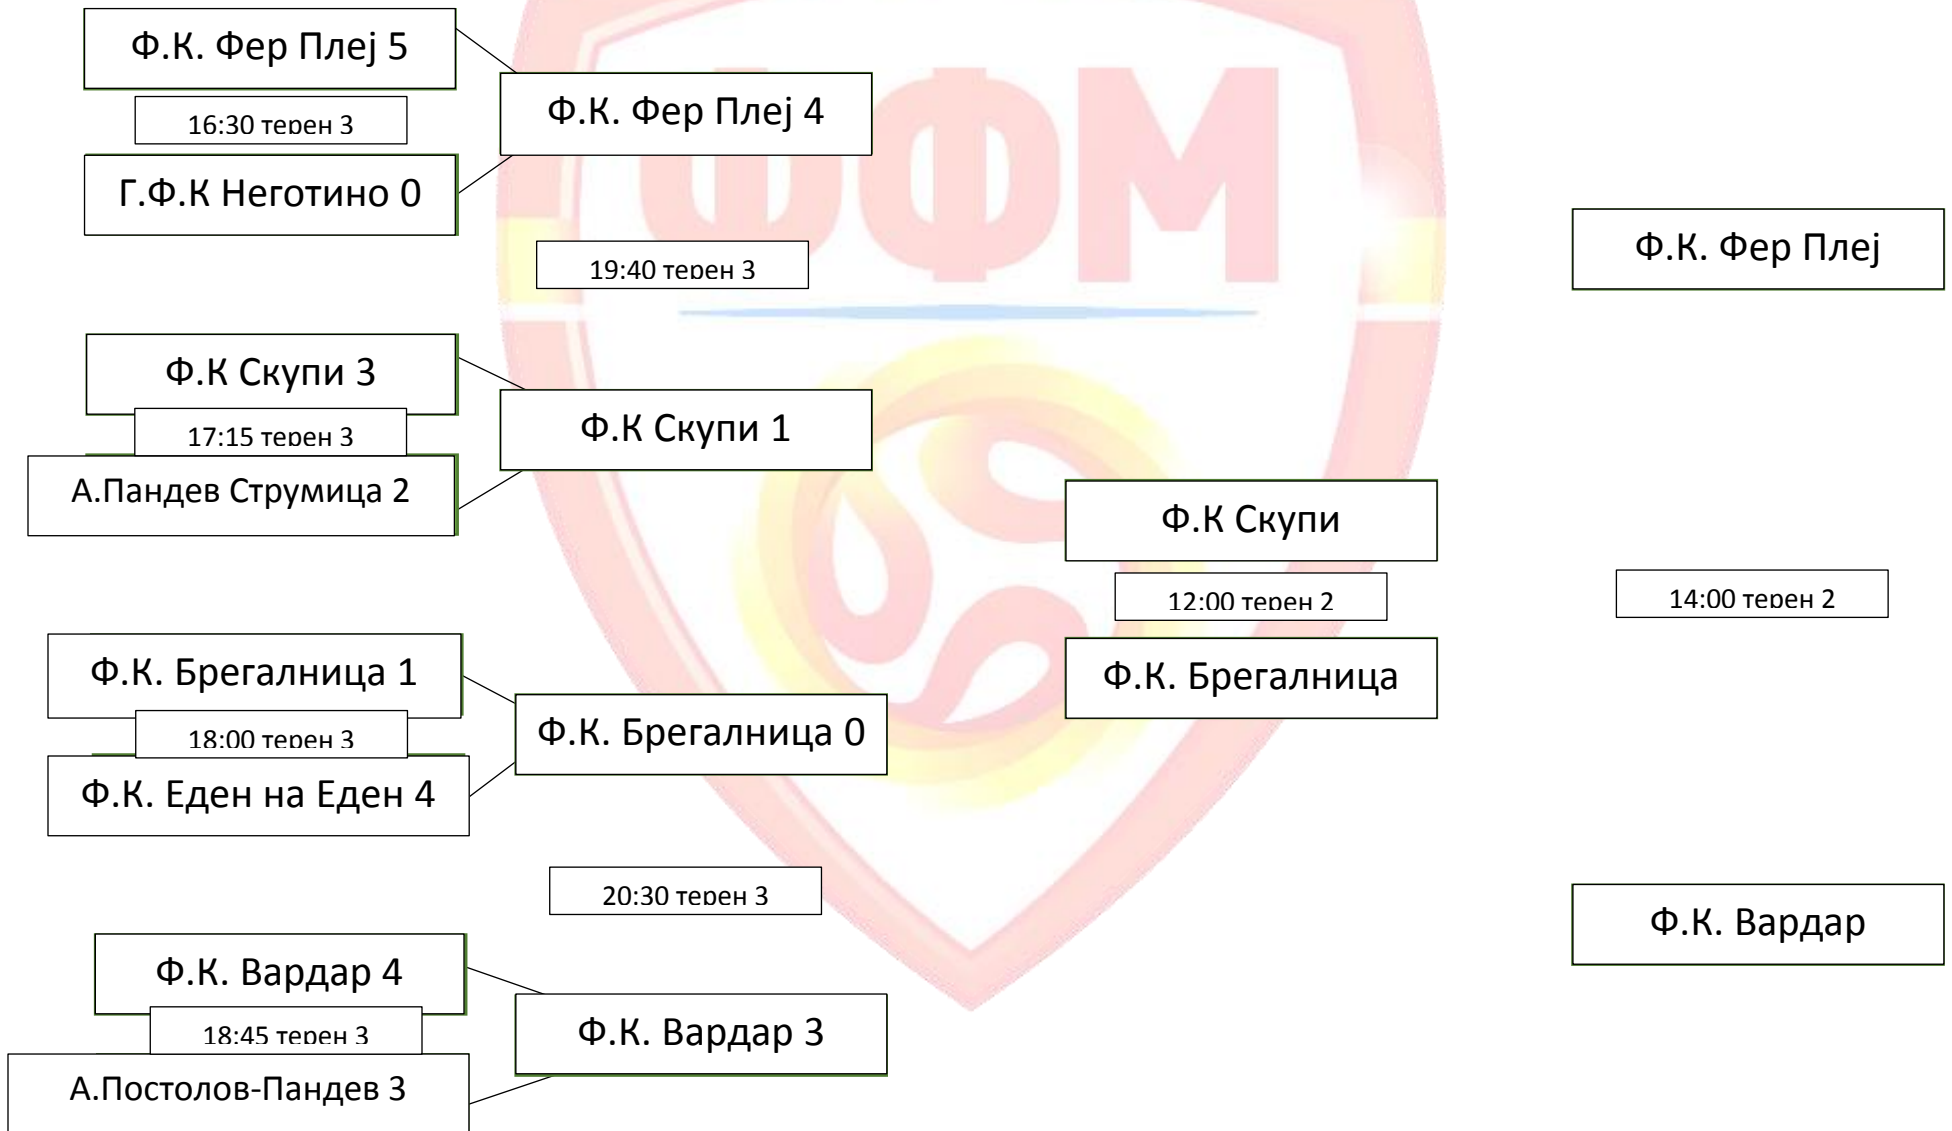 Ф.К. Фер Плеј 5
16:30 терен 3
Г.Ф.К Неготино 0
Ф.К Скупи 3
17:15 терен 3
А.Пандев Струмица 2
Ф.К. Брегалница 1
18:00 терен 3
Ф.К. Еден на Еден 4
Ф.К. Вардар 4
18:45 терен 3
А.Постолов-Пандев 3
Ф.К. Фер Плеј 4
19:40 терен 3
Ф.К Скупи 1
Ф.К. Брегалница 0
20:30 терен 3
Ф.К. Вардар 3
ФФМ
Ф.К Скупи
12:00 терен 2
Ф.К. Брегалница
Ф.К. Фер Плеј
14:00 терен 2
Ф.К. Вардар